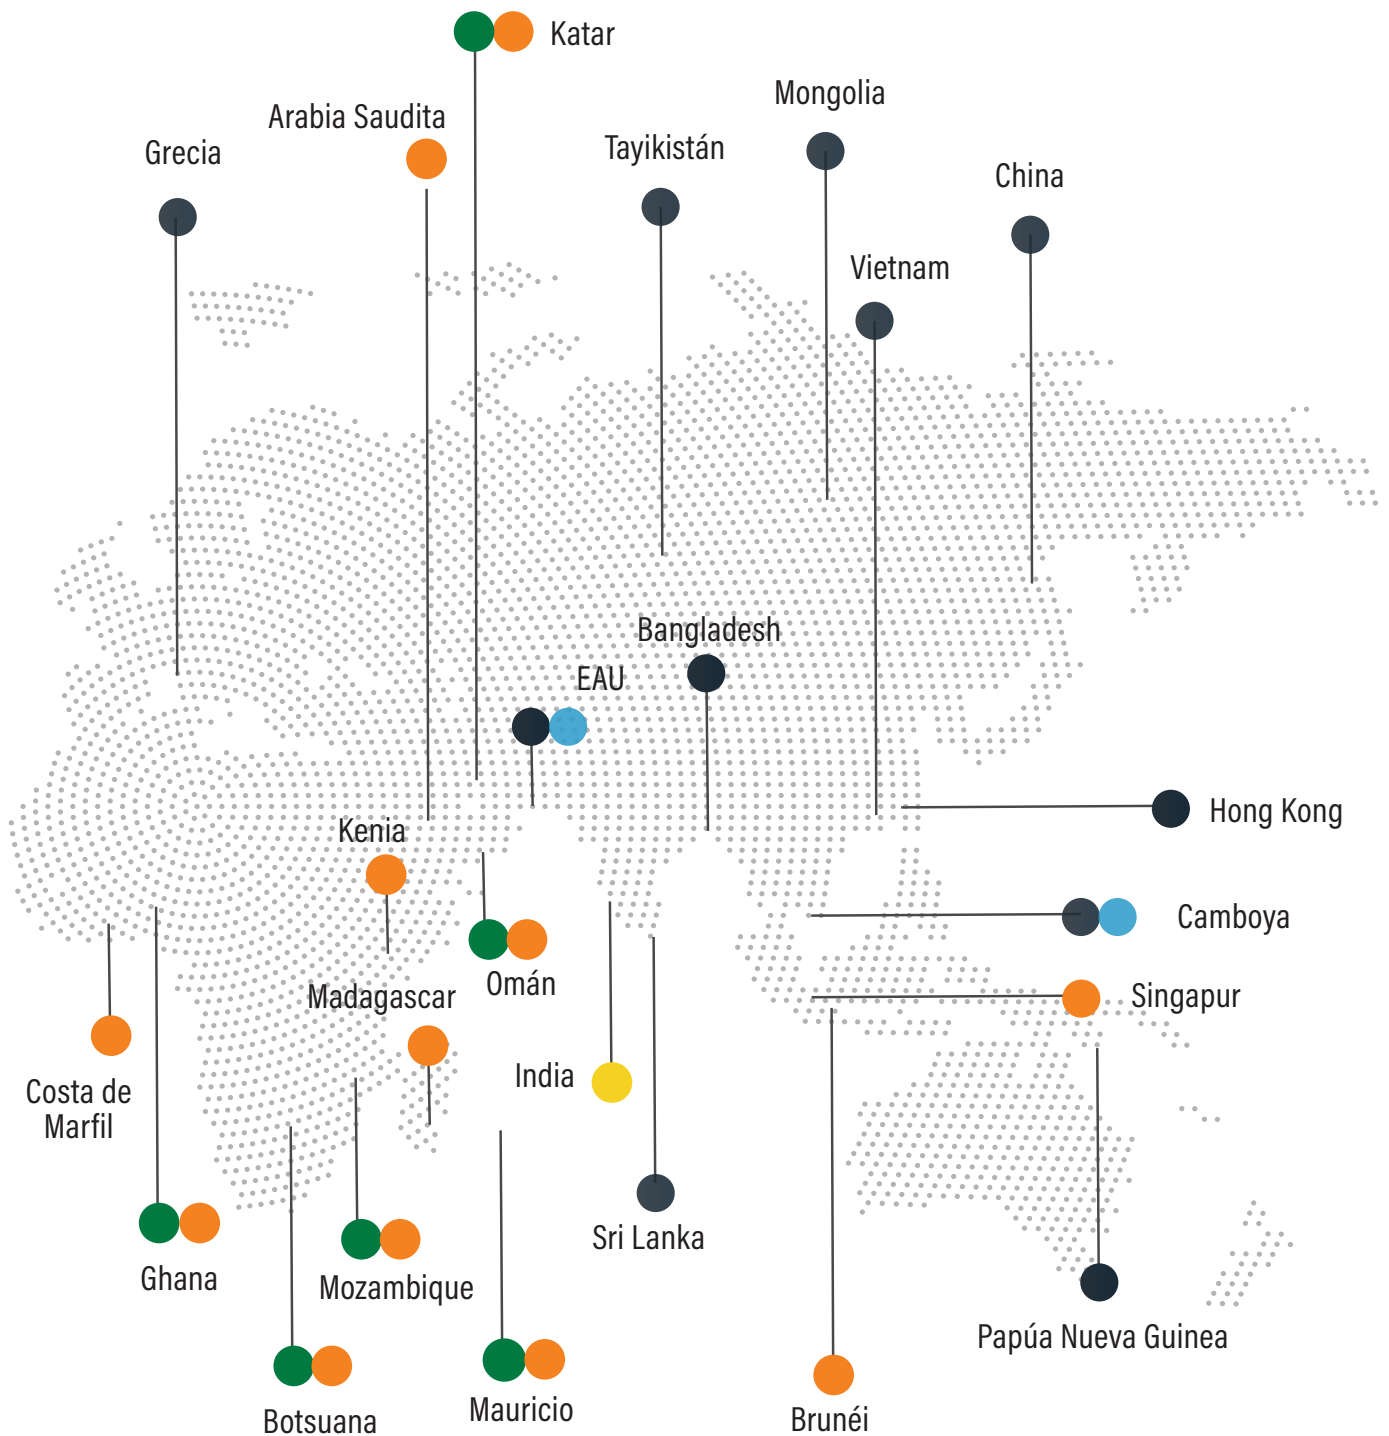 Katar
Mongolia
Arabia Saudita
Tayikistán
Grecia
China
Vietnam
Bangladesh
EAU
Hong Kong
Kenia
Camboya
Omán
Madagascar
Singapur
India
Costa de
Marfil
Sri Lanka
Ghana
Mozambique
Papúa Nueva Guinea
Mauricio
Botsuana
Brunéi